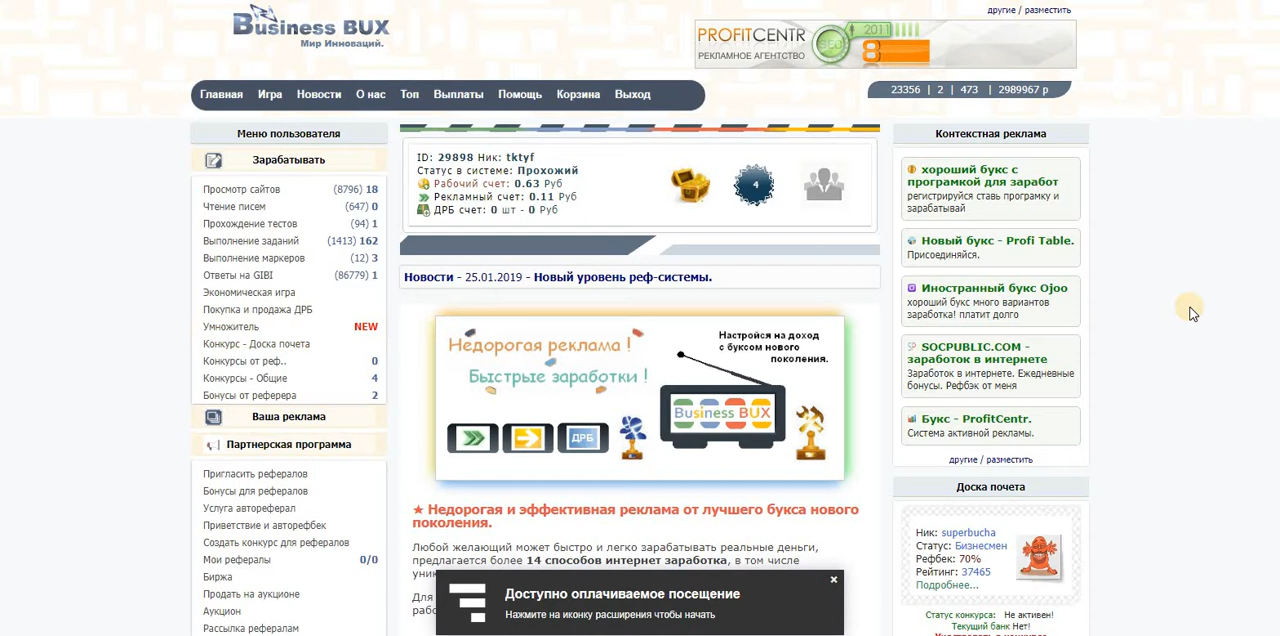 Business BUX
Мир Инноваций.
другие / разместить
PROFITCENTR
РЕКЛАМНОЕ АГЕНТСТВО
2011
Главная Игра Новости О нас Топ Выплаты Помощь Корзина Выход
23356 | 2 | 473 | 2989967 р
Меню пользователя
Зарабатывать
Просмотр сайтов (8796) 18
Чтение писем (647) 0
Прохождение тестов (94) 1
Выполнение заданий (1413) 162
Выполнение маркеров (12) 3
Ответы на GIBI (86779) 1
Экономическая игра
Покупка и продажа ДРБ
Умножитель NEW
Конкурс - Доска почета
Конкурсы от реф.. 0
Конкурсы - Общие 4
Бонусы от реферера 2
Ваша реклама
Партнерская программа
Пригласить рефералов
Бонусы для рефералов
Услуга автореферал
Приветствие и авторефбек
Создать конкурс для рефералов
Мои рефералы 0/0
Биржа
Продать на аукционе
Аукцион
Рассылка рефералам
ID: 29898 Ник: tktyf
Статус в системе: Прохожий
Рабочий счет: 0.63 Руб
Рекламный счет: 0.11 Руб
ДРБ счет: 0 шт - 0 Руб
4
Новости - 25.01.2019 - Новый уровень реф-системы.
Недорогая реклама !
Быстрые заработки !
Настройся на доход
с буксом нового
поколения.
ДРБ
Business BUX
★ Недорогая и эффективная реклама от лучшего букса нового
поколения.
Любой желающий может быстро и легко зарабатывать реальные деньги,
предлагается более 14 способов интернет заработка, в том числе
уник
Для
рабо
Доступно оплачиваемое посещение
Нажмите на иконку расширения чтобы начать
Контекстная реклама
хороший букс с
програмкой для заработ
регистрируйся ставь програмку и
зарабатывай
Новый букс - Profi Table.
Присоединяйся.
Иностранный букс Ojoo
хороший букс много вариантов
заработка! платит долго
SOCPUBLIC.COM -
заработок в интернете
Заработок в интернете. Ежедневные
бонусы. Рефбэк от меня
Букс - ProfitCentr.
Система активной рекламы.
другие / разместить
Доска почета
Ник: superbucha
Статус: Бизнесмен
Рефбек: 70%
Рейтинг: 37465
Подробнее...
Статус конкурса: Не активен!
Текущий банк Нет!